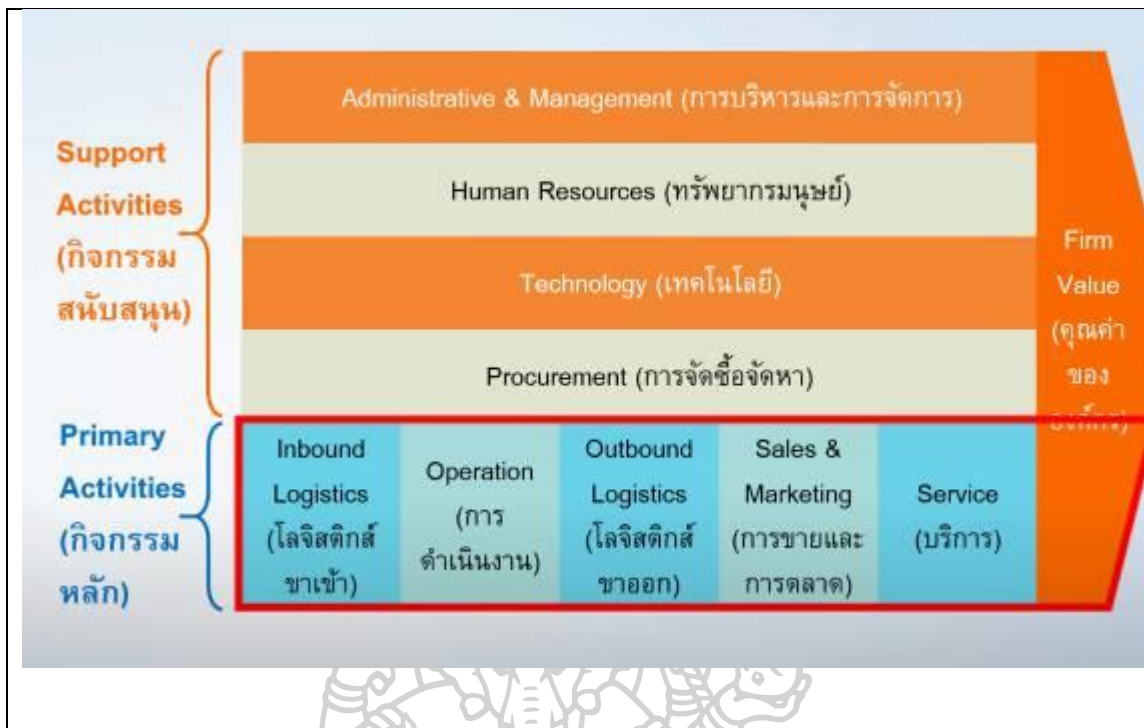 Administrative & Management (การบริหารและการจัดการ)
Support
Activities
(กิจกรรม
สนับสนุน)
Human Resources (ทรัพยากรมนุษย์)
Technology (เทคโนโลยี)
Procurement (การจัดซื้อจัดหา)
Firm
Value
(คุณค่า
ของ
องค์กร)
Primary
Activities
(กิจกรรม
หลัก)
Inbound
Logistics
(โลจิสติกส์
ขาเข้า)
Operation
(การ
ดำเนินงาน)
Outbound
Logistics
(โลจิสติกส์
ขาออก)
Sales &
Marketing
(การขายและ
การตลาด)
Service
(บริการ)